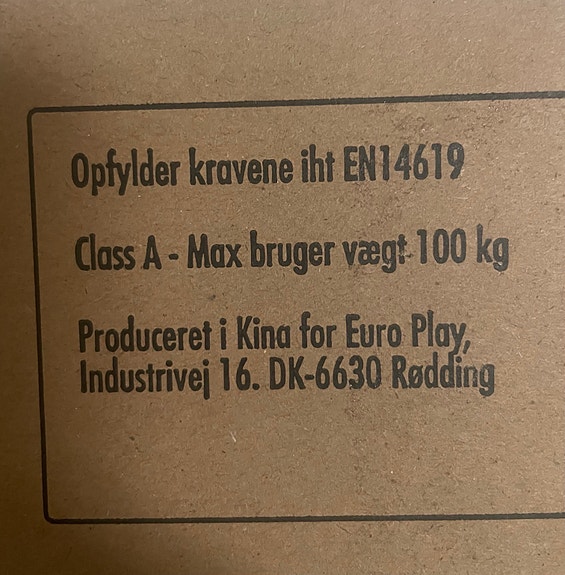 Opfylder kravene iht EN14619
Class A - Max bruger vægt 100 kg
Produceret i Kina for Euro Play,
Industrivej 16. DK-6630 Rødding